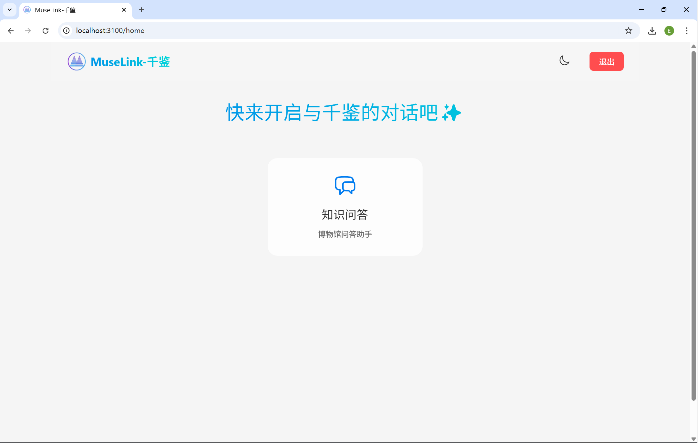 MuseLink-千鉴
localhost:3100/home
MuseLink-千鉴
退出
快来开启与千鉴的对话吧
知识问答
博物馆问答助手